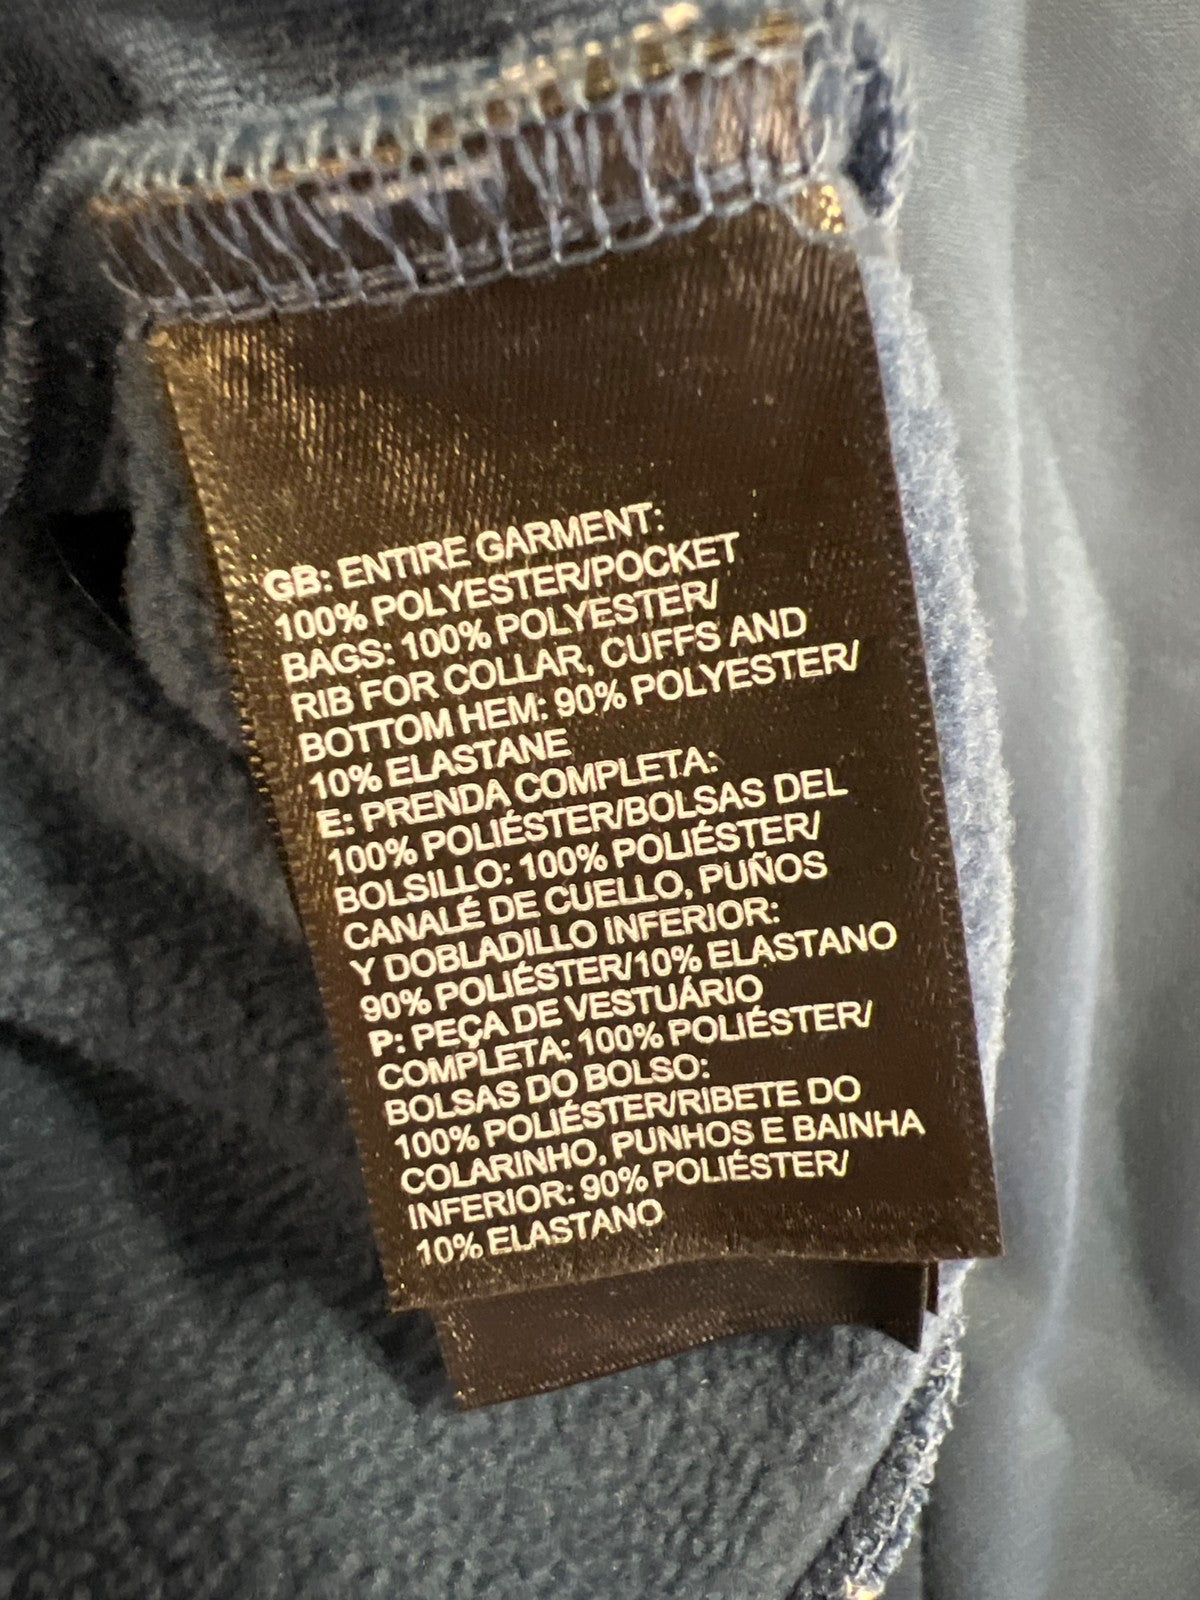 GB: ENTIRE GARMENT:
100% POLYESTER/POCKET
BAGS: 100% POLYESTER/
RIB FOR COLLAR, CUFFS AND
BOTTOM HEM: 90% POLYESTER/
10% ELASTANE
E: PRENDA COMPLETA:
100% POLIÉSTER/BOLSAS DEL
BOLSILLO: 100% POLIÉSTER/
CANALÉ DE CUELLO, PUÑOS
Y DOBLADILLO INFERIOR:
90% POLIÉSTER/10% ELASTANO
P: PEÇA DE VESTUÁRIO
COMPLETA: 100% POLIÉSTER/
BOLSAS DO BOLSO:
100% POLIÉSTER/RIBETE DO
COLARINHO, PUNHOS E BAINHA
INFERIOR: 90% POLIÉSTER/
10% ELASTANO